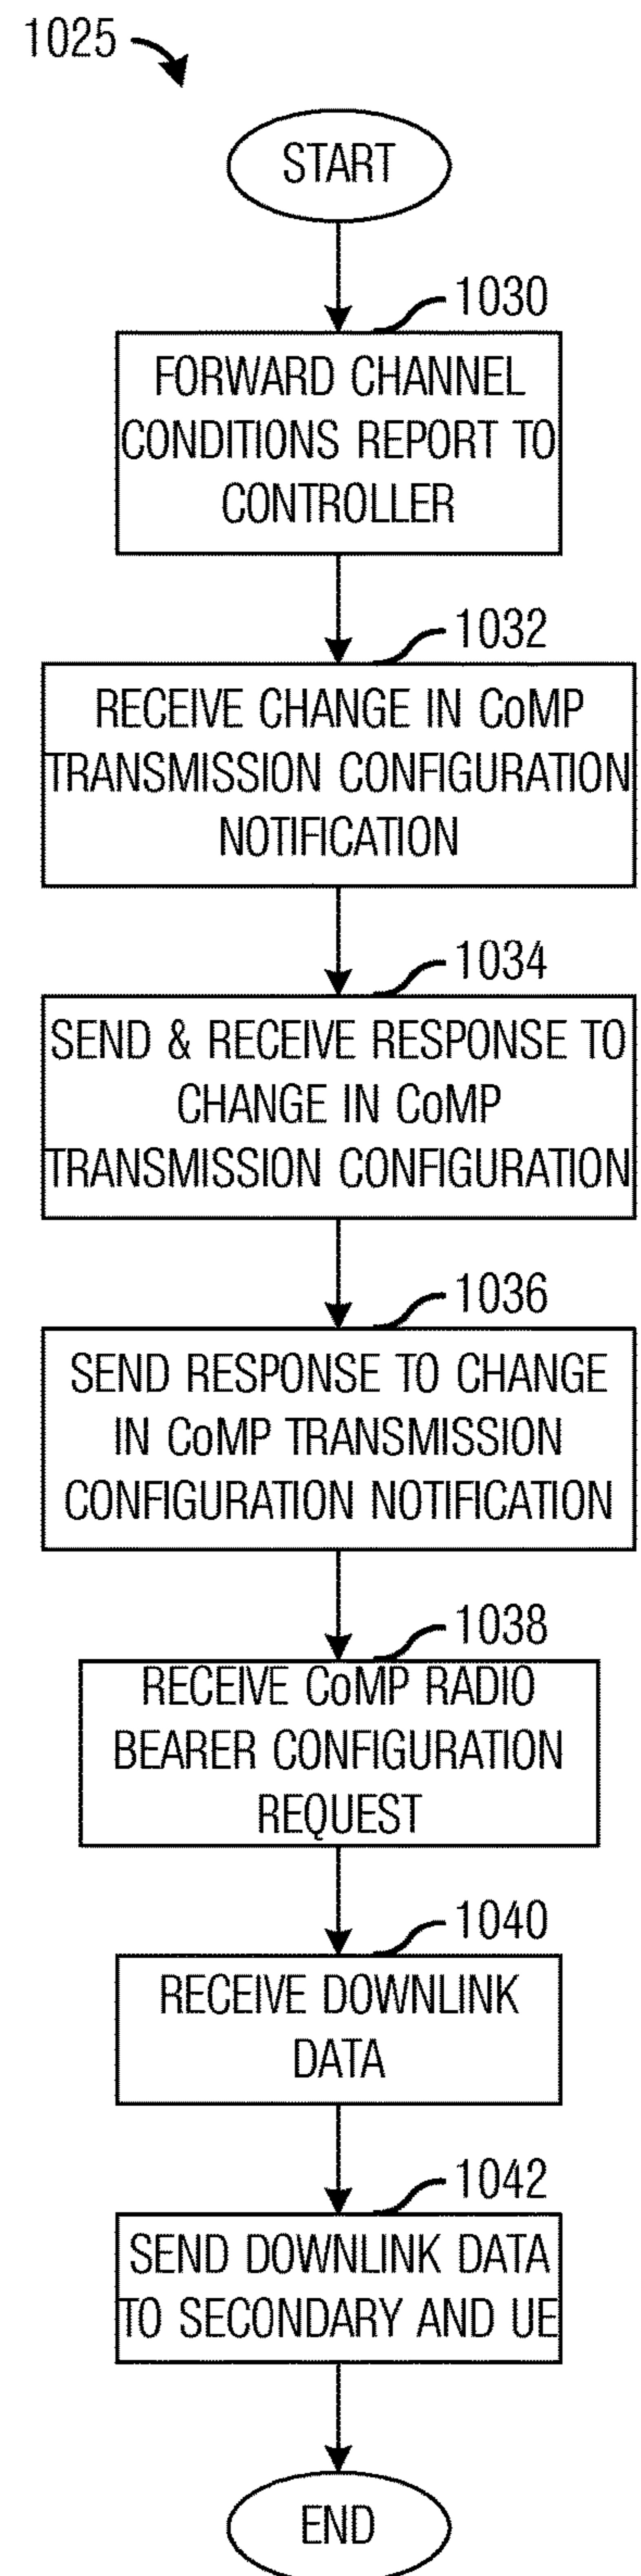 1025
START
1030
FORWARD CHANNEL
CONDITIONS REPORT TO
CONTROLLER
1032
RECEIVE CHANGE IN CoMP
TRANSMISSION CONFIGURATION
NOTIFICATION
1034
SEND & RECEIVE RESPONSE TO
CHANGE IN CoMP
TRANSMISSION CONFIGURATION
1036
SEND RESPONSE TO CHANGE
IN CoMP TRANSMISSION
CONFIGURATION NOTIFICATION
1038
RECEIVE CoMP RADIO
BEARER CONFIGURATION
REQUEST
1040
RECEIVE DOWNLINK
DATA
1042
SEND DOWNLINK DATA
TO SECONDARY AND UE
END